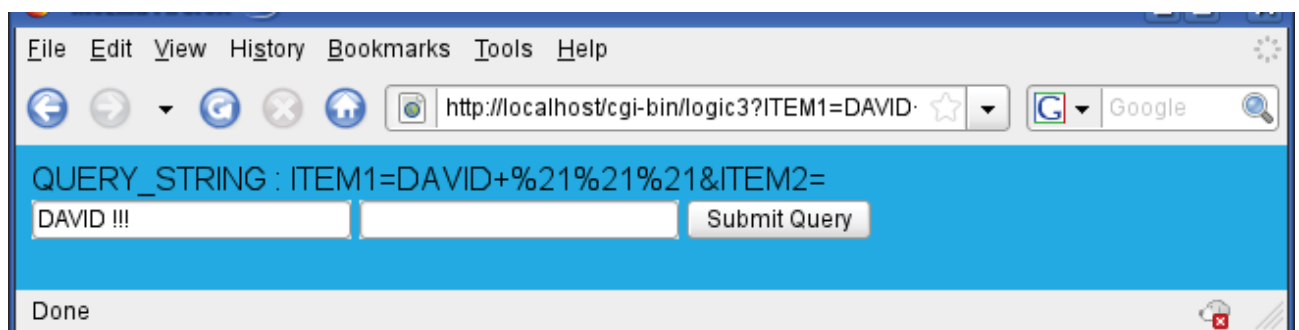 File Edit View History Bookmarks Tools Help
http://localhost/cgi-bin/logic3?ITEM1=DAVID G Google
QUERY_STRING : ITEM1=DAVID+%21%21%21&ITEM2=
DAVID !!! Submit Query
Done